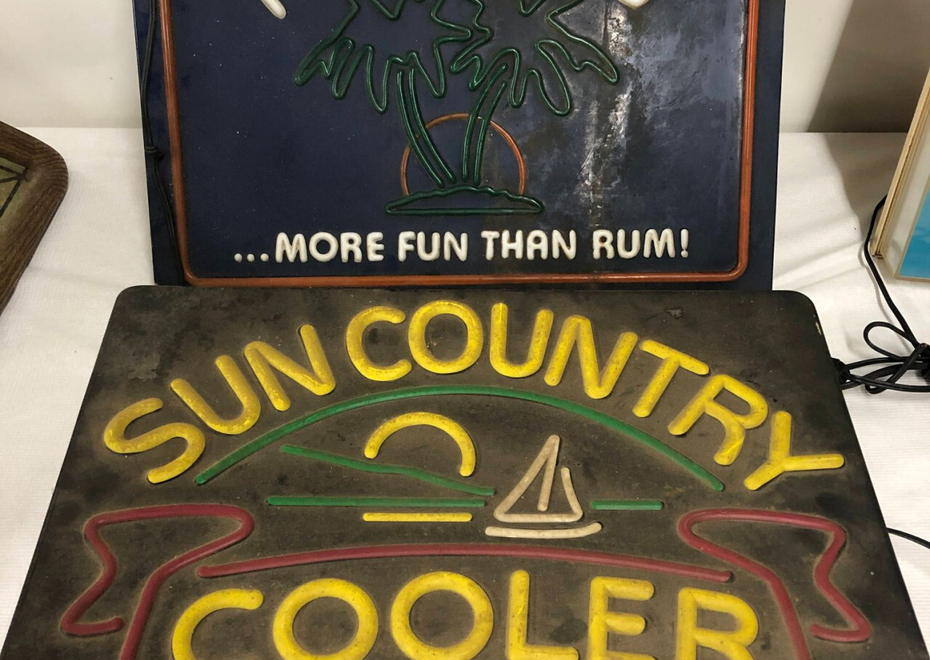 ...MORE FUN THAN RUM!
SUN COUNTRY
COOLER